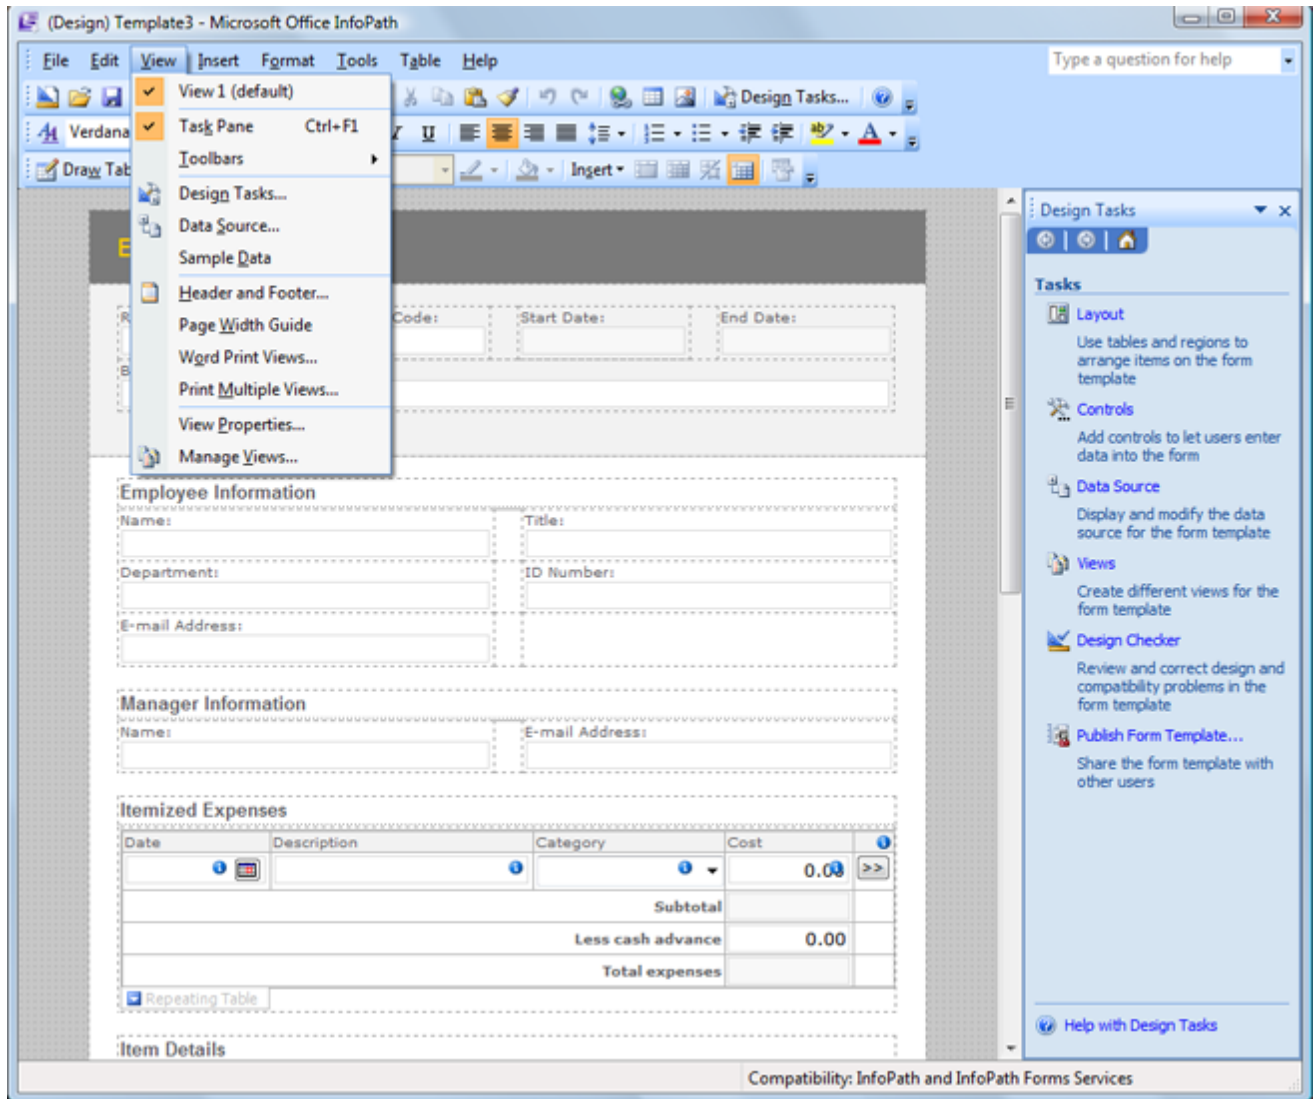 (Design) Template3 - Microsoft Office InfoPath
File Edit View Insert Format Tools Table Help
Type a question for help
Design Tasks...
Verdana
U
Draw Tab
Insert
View 1 (default)
Task Pane Ctrl+F1
Toolbars
Design Tasks...
Data Source...
Sample Data
Header and Footer...
Page Width Guide
Word Print Views...
Print Multiple Views...
View Properties...
Manage Views...
E
R
Code:
Start Date:
End Date:
B
Employee Information
Name:
Title:
Department:
ID Number:
E-mail Address:
Manager Information
Name:
E-mail Address:
Itemized Expenses
Date Description Category Cost
0.00 >>
Subtotal
Less cash advance 0.00
Total expenses
Repeating Table
Item Details
Design Tasks
Tasks
Layout
Use tables and regions to
arrange items on the form
template
Controls
Add controls to let users enter
data into the form
Data Source
Display and modify the data
source for the form template
Views
Create different views for the
form template
Design Checker
Review and correct design and
compatibility problems in the
form template
Publish Form Template...
Share the form template with
other users
Help with Design Tasks
Compatibility: InfoPath and InfoPath Forms Services